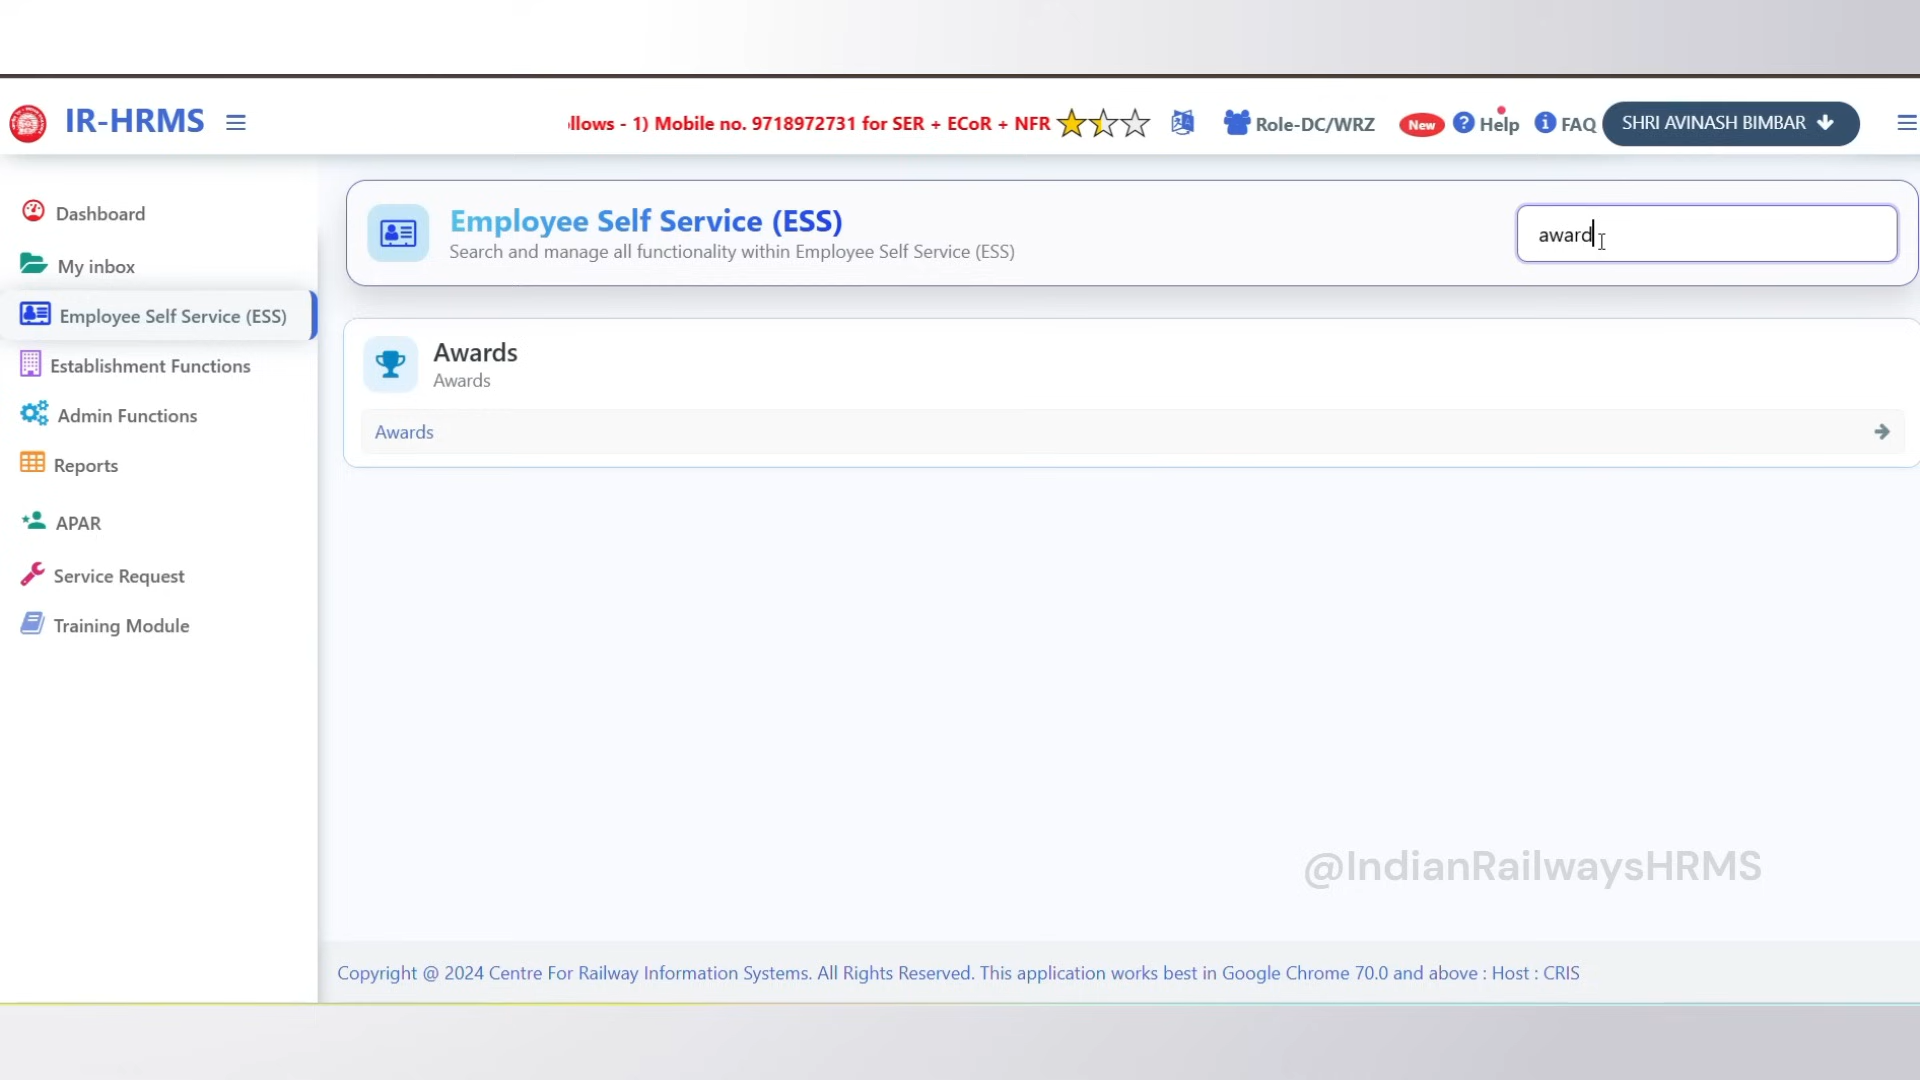 IR-HRMS
ollows - 1) Mobile no. 9718972731 for SER + ECoR + NFR
Role-DC/WRZ
New
Help
FAQ
SHRI AVINASH BIMBAR
Dashboard
My inbox
Employee Self Service (ESS)
Establishment Functions
Admin Functions
Reports
APAR
Service Request
Training Module
Employee Self Service (ESS)
Search and manage all functionality within Employee Self Service (ESS)
award
Awards
Awards
Awards
@IndianRailwaysHRMS
Copyright @ 2024 Centre For Railway Information Systems. All Rights Reserved. This application works best in Google Chrome 70.0 and above : Host : CRIS